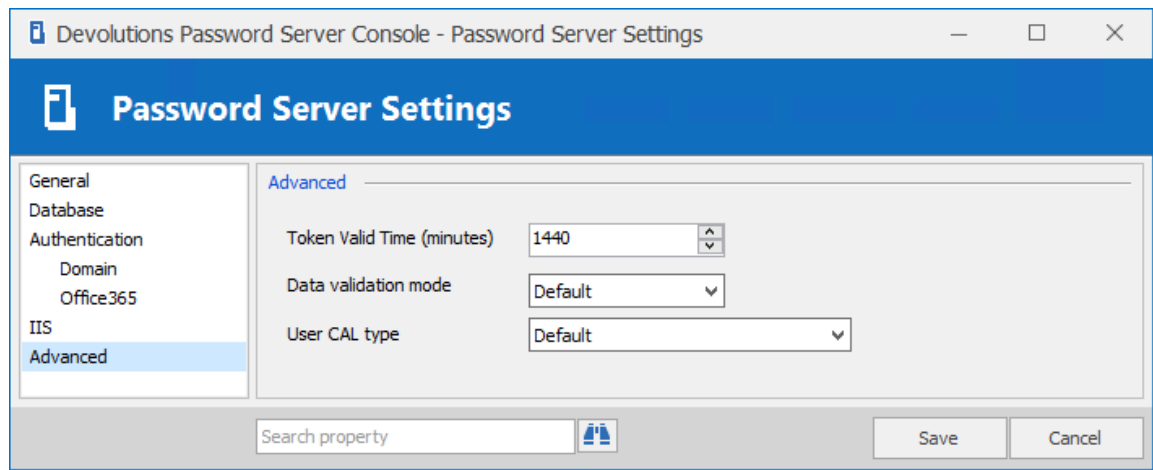 Devolutions Password Server Console - Password Server Settings
Password Server Settings
General
Database
Authentication
Domain
Office365
IIS
Advanced
Advanced
Token Valid Time (minutes) 1440
Data validation mode Default
User CAL type Default
Search property
Save Cancel